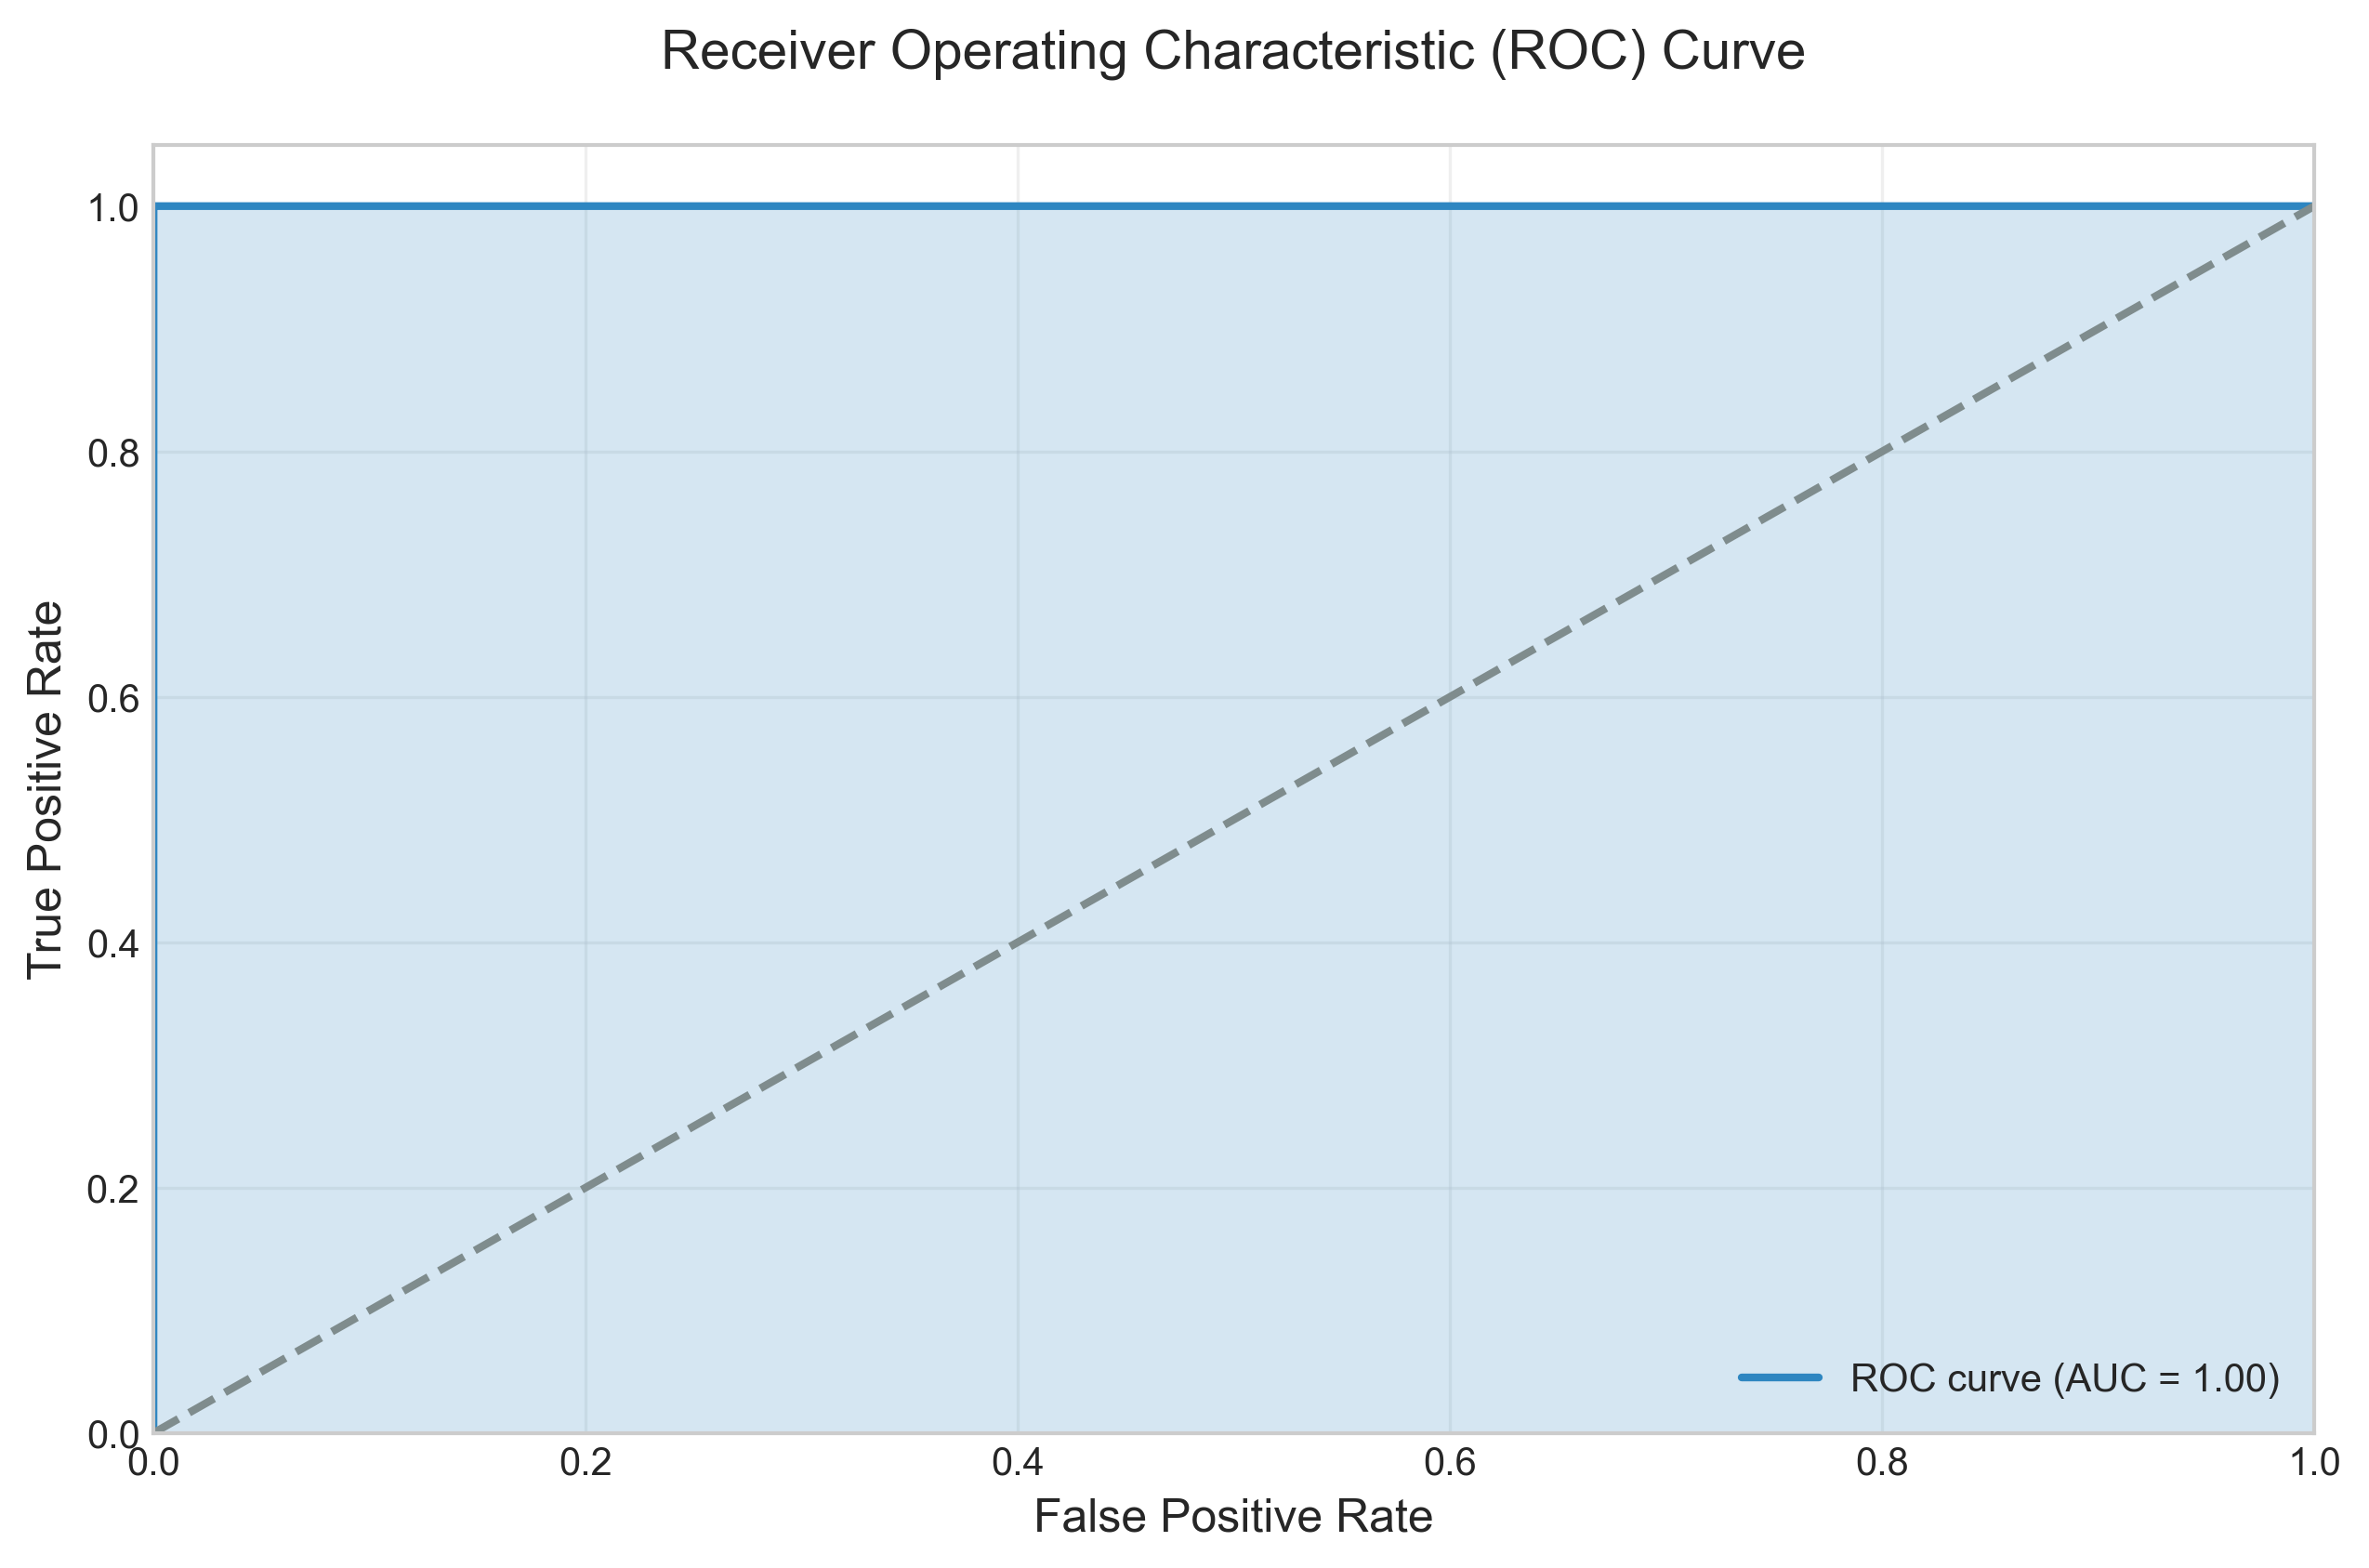 Receiver Operating Characteristic (ROC) Curve
True Positive Rate
1.0
0.8
0.6
0.4
0.2
0.0
ROC curve (AUC = 1.00)
0.0 0.2 0.4 0.6 0.8 1.0
False Positive Rate